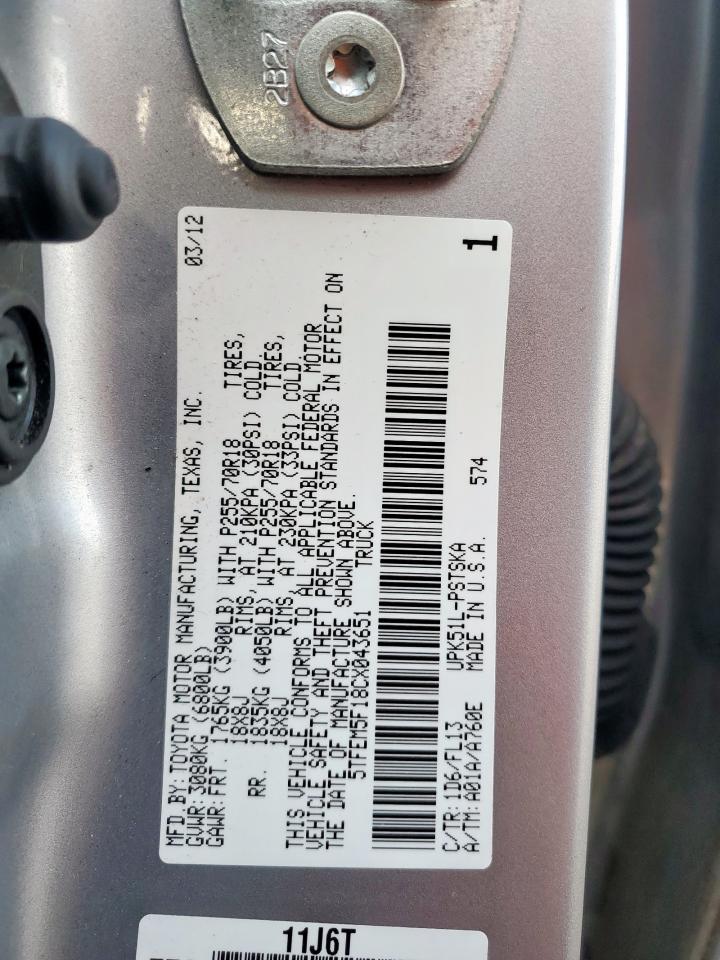 2B27
MFD.BY:TOYOTA MOTOR MANUFACTURING, TEXAS, INC. 03/12
GVWR:3080KG (6800LB)
GAWR:FRT. 1765KG (3900LB) WITH P255/70R18 TIRES,
18X8J RIMS, AT 210KPA (30PSI) COLD.
RR. 1835KG (4050LB) WITH P255/70R18 TIRES,
18X8J RIMS, AT 230KPA (33PSI) COLD.
THIS VEHICLE CONFORMS TO ALL APPLICABLE FEDERAL MOTOR
VEHICLE SAFETY AND THEFT PREVENTION STANDARDS IN EFFECT ON
THE DATE OF MANUFACTURE SHOWN ABOVE.
5TFEM5F18CX043651 TRUCK
C/TR:1D6/FL13 UPK51L-PSTSKA
A/TM:A01A/A760E MADE IN U.S.A. 574
1
11J6T